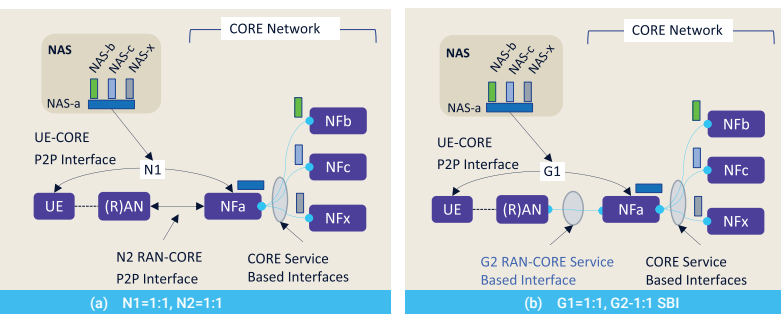 CORE Network
NAS
NAS-b
NAS-c
NAS-x
NAS-a
UE-CORE
P2P Interface
N1
NFb
NFc
NFx
UE
(R)AN
NFa
N2 RAN-CORE
P2P Interface
CORE Service
Based Interfaces
(a) N1=1:1, N2=1:1
CORE Network
NAS
NAS-b
NAS-c
NAS-x
NAS-a
UE-CORE
P2P Interface
G1
NFb
NFc
NFx
UE
(R)AN
NFa
G2 RAN-CORE Service
Based Interface
CORE Service
Based Interfaces
(b) G1=1:1, G2-1:1 SBI